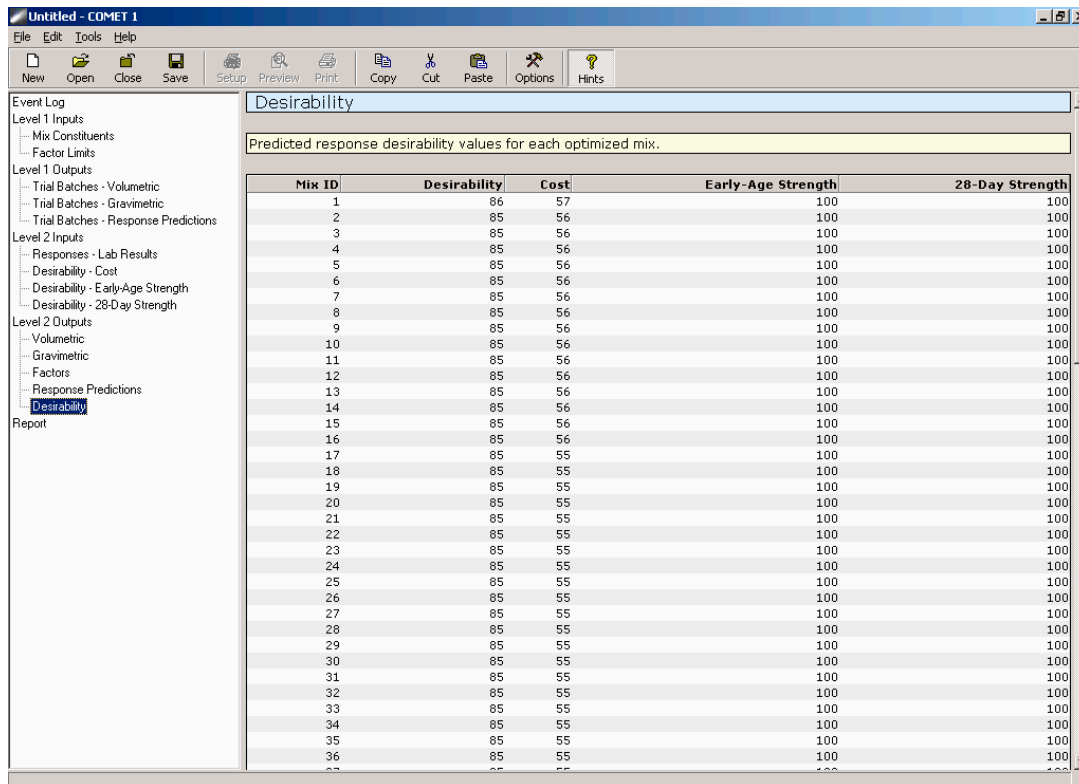 Untitled - COMET 1
File Edit Tools Help
New Open Close Save Setup Preview Print Copy Cut Paste Options Hints
Event Log
Level 1 Inputs
Mix Constituents
Factor Limits
Level 1 Outputs
Trial Batches - Volumetric
Trial Batches - Gravimetric
Trial Batches - Response Predictions
Level 2 Inputs
Responses - Lab Results
Desirability - Cost
Desirability - Early-Age Strength
Desirability - 28-Day Strength
Level 2 Outputs
Volumetric
Gravimetric
Factors
Response Predictions
Desirability
Report
Desirability
Predicted response desirability values for each optimized mix.
Mix ID Desirability Cost Early-Age Strength 28-Day Strength
1 86 57 100 100
2 85 56 100 100
3 85 56 100 100
4 85 56 100 100
5 85 56 100 100
6 85 56 100 100
7 85 56 100 100
8 85 56 100 100
9 85 56 100 100
10 85 56 100 100
11 85 56 100 100
12 85 56 100 100
13 85 56 100 100
14 85 56 100 100
15 85 56 100 100
16 85 56 100 100
17 85 55 100 100
18 85 55 100 100
19 85 55 100 100
20 85 55 100 100
21 85 55 100 100
22 85 55 100 100
23 85 55 100 100
24 85 55 100 100
25 85 55 100 100
26 85 55 100 100
27 85 55 100 100
28 85 55 100 100
29 85 55 100 100
30 85 55 100 100
31 85 55 100 100
32 85 55 100 100
33 85 55 100 100
34 85 55 100 100
35 85 55 100 100
36 85 55 100 100